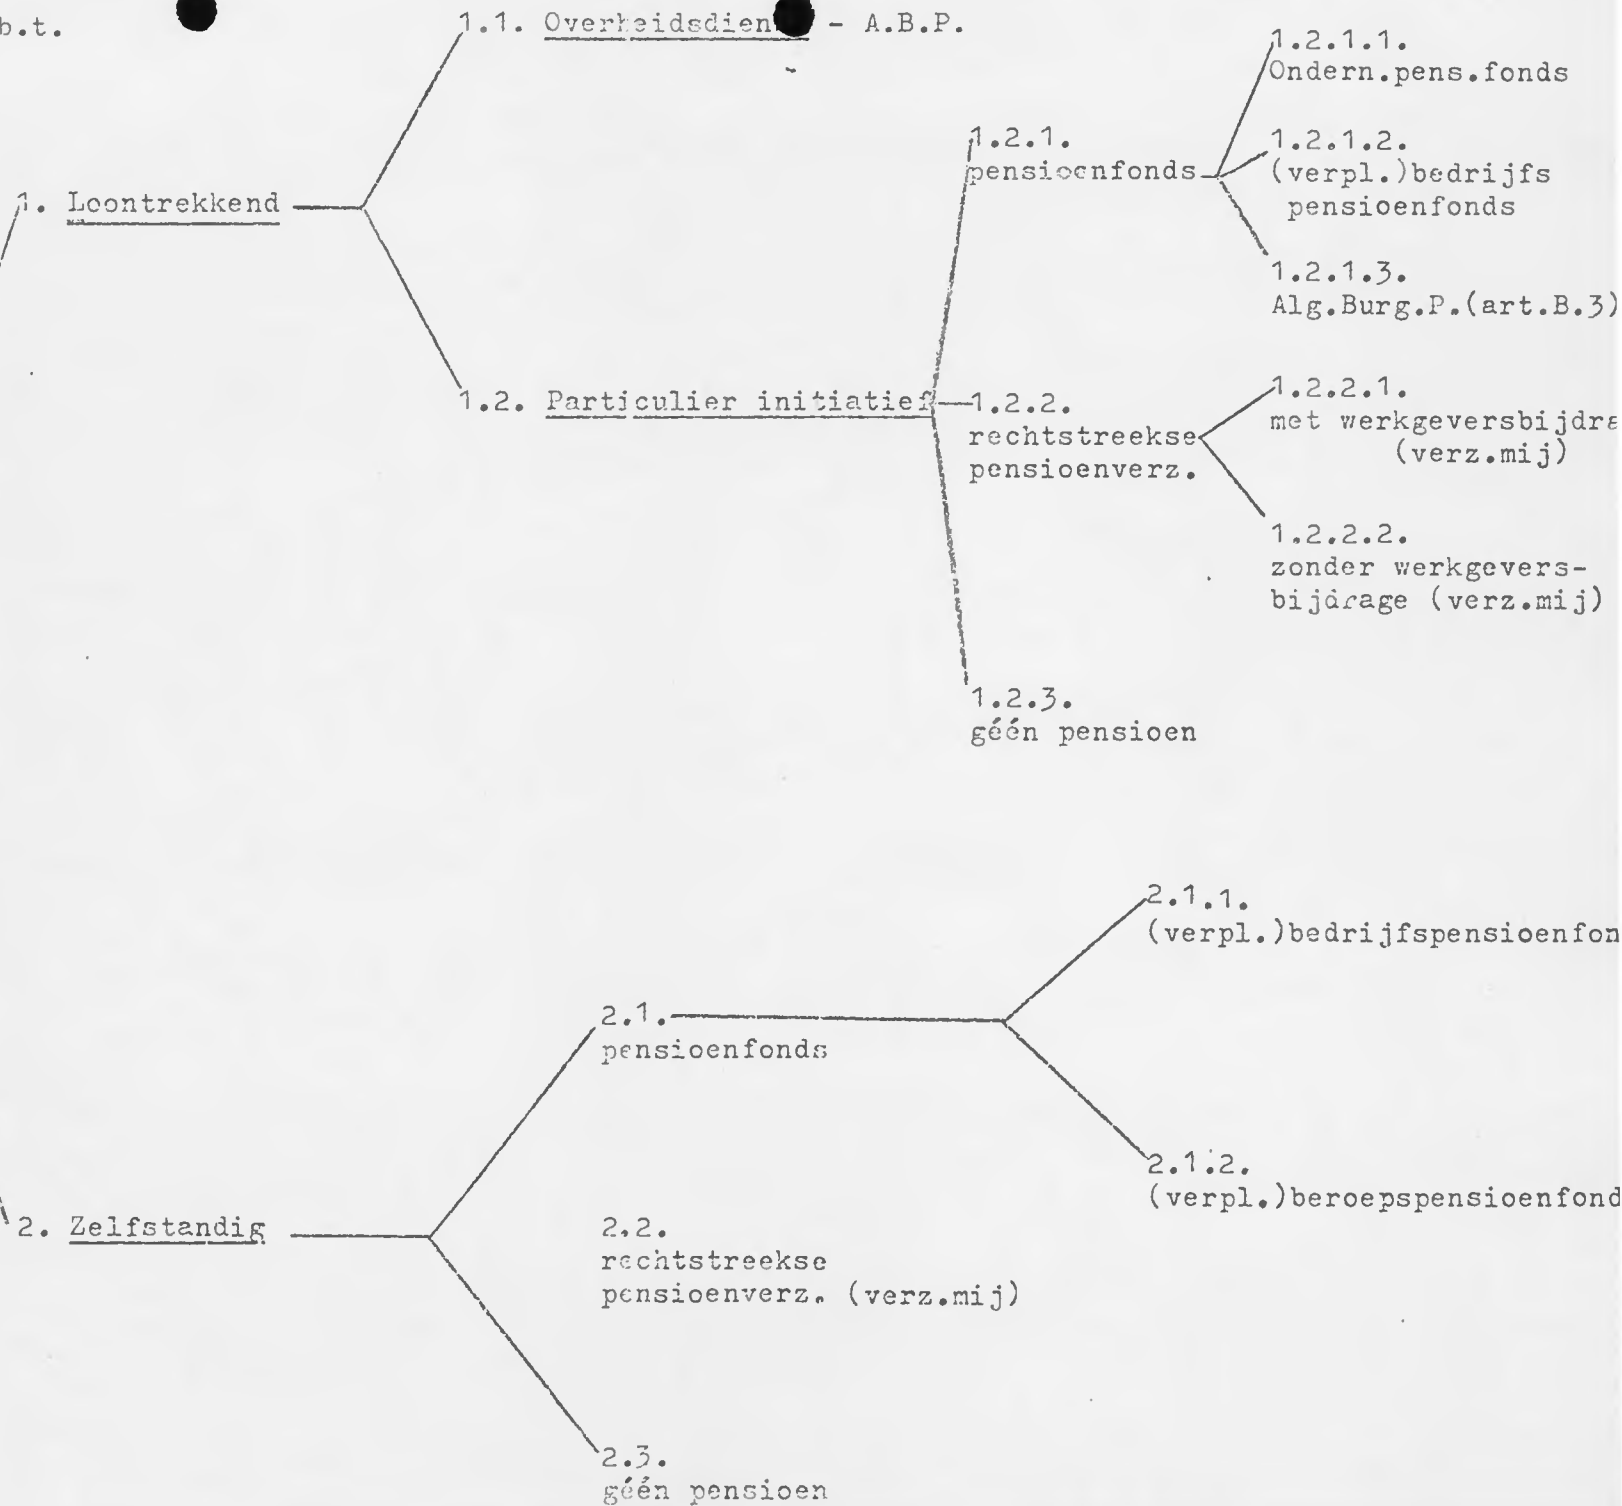 b.t.
1.1. Overheidsdien - A.B.P.
1.2.1.1.
Ondern.pens.fonds
1.2.1.
pensioenfonds
1.2.1.2.
(verpl.)bedrijfs
pensioenfonds
1. Loontrekkend
1.2.1.3.
Alg.Burg.P.(art.B.3)
1.2. Particulier initiatief
1.2.2.
rechtstreekse
pensioenverz.
1.2.2.1.
met werkgeversbijdra
(verz.mij)
1.2.2.2.
zonder werkgevers-
bijdrage (verz.mij)
1.2.3.
géén pensioen
2.1.1.
(verpl.)bedrijfspensioenfon
2.1.
pensioenfonds
2.1.2.
(verpl.)beroepspensioenfond
2. Zelfstandig
2.2.
rechtstreekse
pensioenverz. (verz.mij)
2.3.
géén pensioen